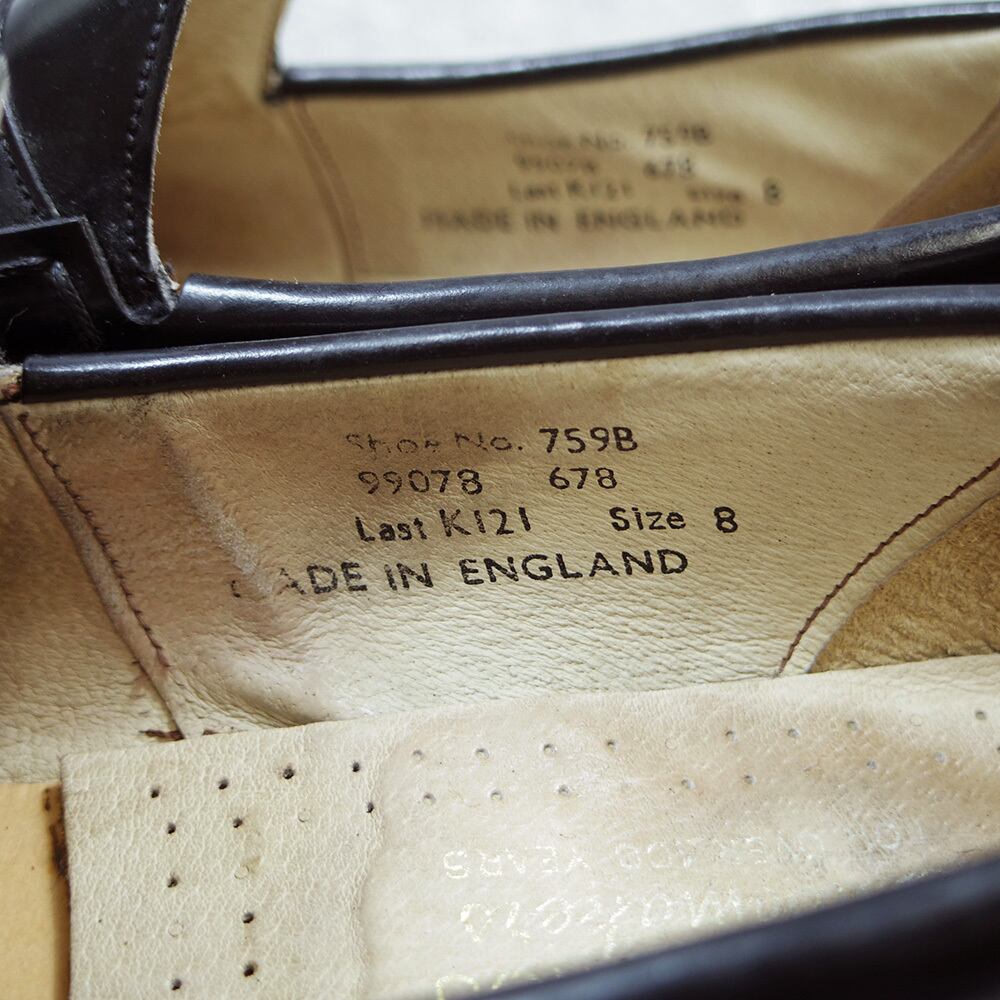 Shoe No. 759B
99078 678
Last K121 Size 8
MADE IN ENGLAND
Shoe No. 759B
99078 678
Last K121 Size 8
MADE IN ENGLAND
YEARS